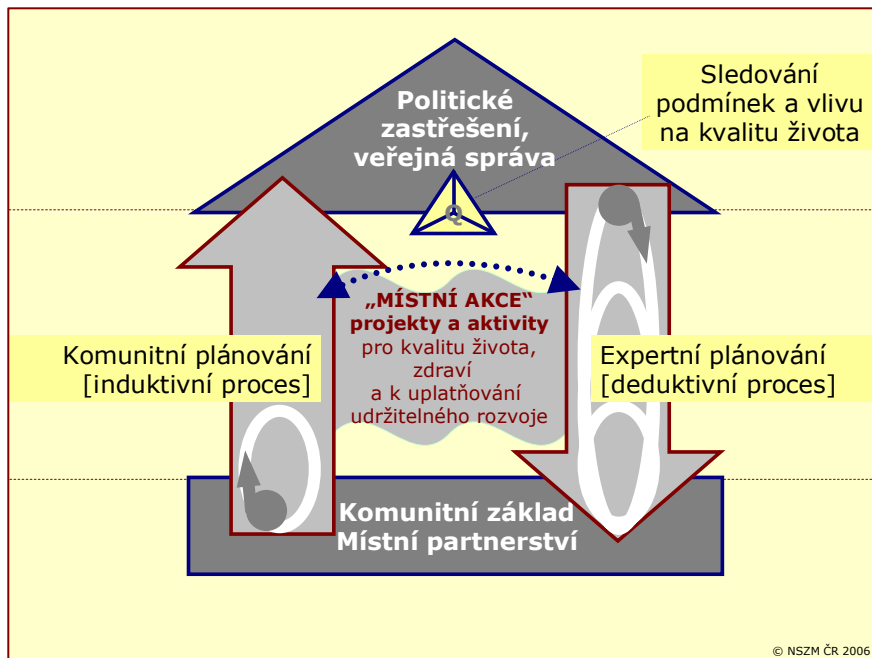 Politické
zastřešení,
veřejná správa
Sledování
podmínek a vlivu
na kvalitu života
Q
„MÍSTNÍ AKCE“
projekty a aktivity
pro kvalitu života,
zdraví
a k uplatňování
udržitelného rozvoje
Komunitní plánování
[induktivní proces]
Expertní plánování
[deduktivní proces]
Komunitní základ
Místní partnerství
© NSZM ČR 2006